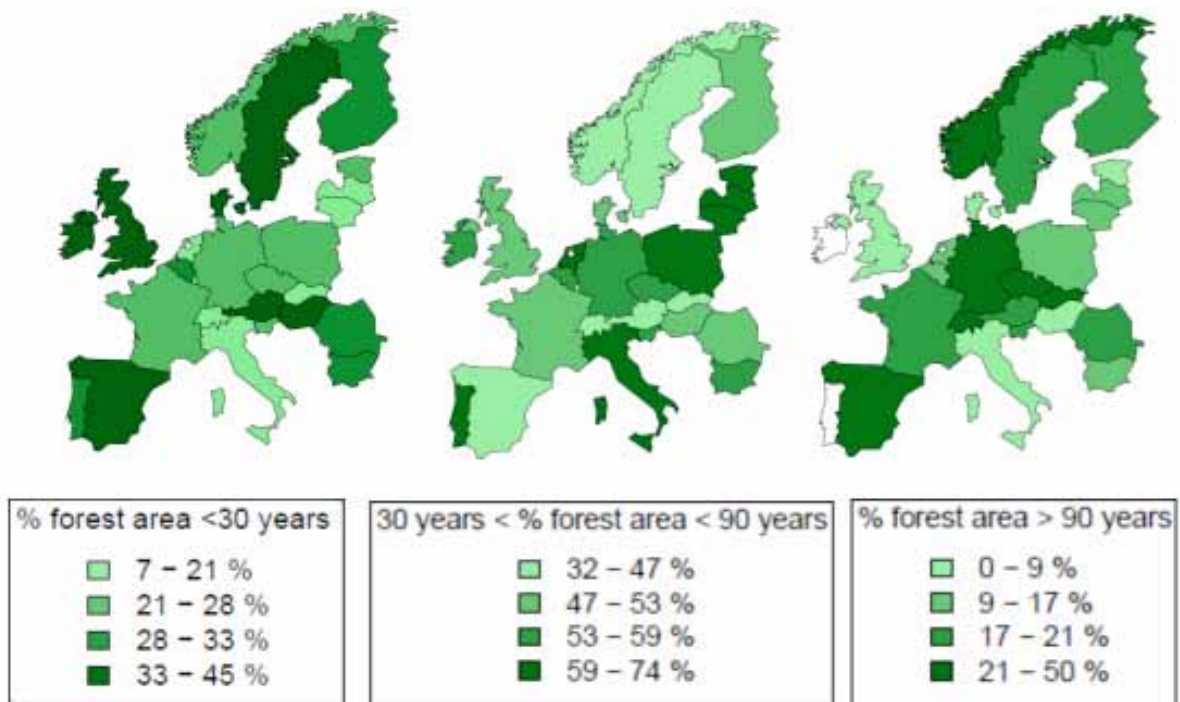 % forest area <30 years
7 – 21 %
21 – 28 %
28 – 33 %
33 – 45 %
30 years < % forest area < 90 years
32 – 47 %
47 – 53 %
53 – 59 %
59 – 74 %
% forest area > 90 years
0 – 9 %
9 – 17 %
17 – 21 %
21 – 50 %